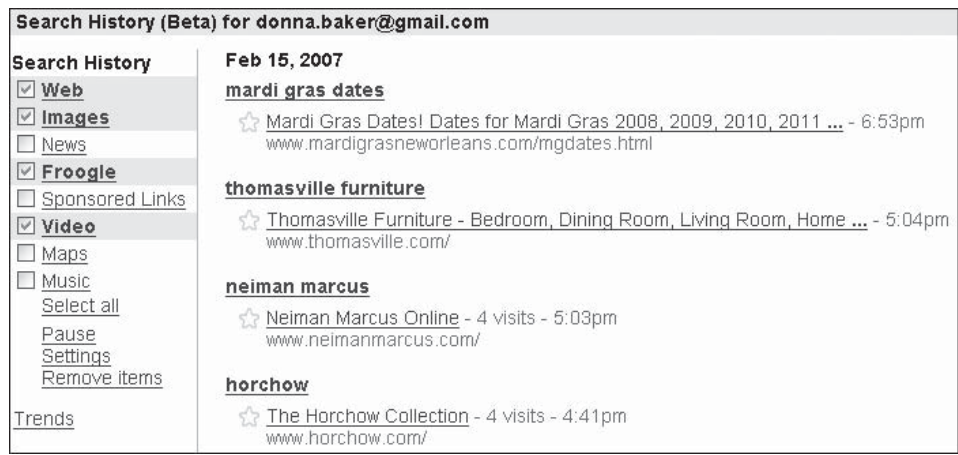 Search History (Beta) for donna.baker@gmail.com
Search History
Web
Images
News
Froogle
Sponsored Links
Video
Maps
Music
Select all
Pause
Settings
Remove items
Trends
Feb 15, 2007
mardi gras dates
Mardi Gras Dates! Dates for Mardi Gras 2008, 2009, 2010, 2011 ... - 6:53pm
www.mardigrasneworleans.com/mgdates.html
thomasville furniture
Thomasville Furniture - Bedroom, Dining Room, Living Room, Home ... - 5:04pm
www.thomasville.com/
neiman marcus
Neiman Marcus Online - 4 visits - 5:03pm
www.neimanmarcus.com/
horchow
The Horchow Collection - 4 visits - 4:41pm
www.horchow.com/